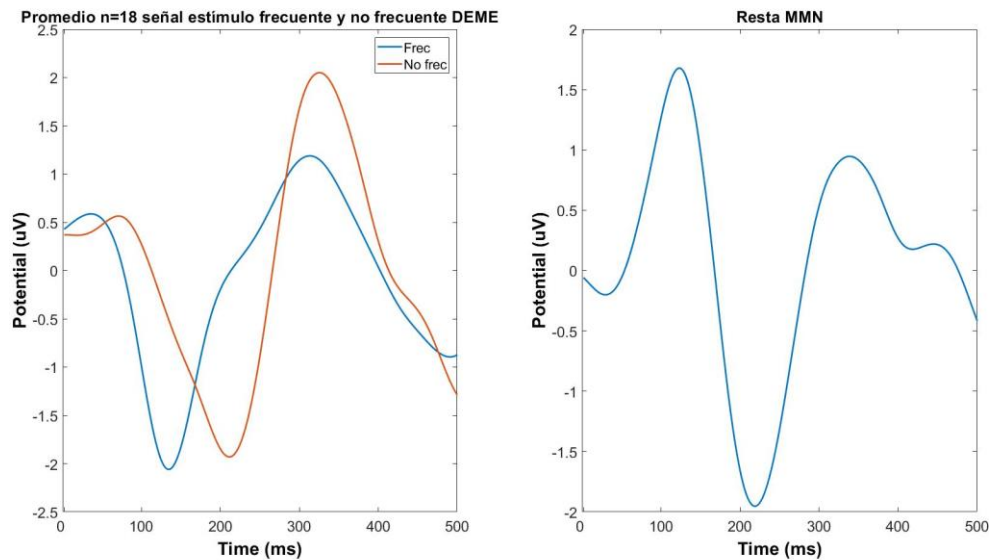 Promedio n=18 señal estímulo frecuente y no frecuente DEME
Frec
No frec
2.5
2
1.5
1
0.5
0
-0.5
-1
-1.5
-2
-2.5
Potential (uV)
0 100 200 300 400 500
Time (ms)
Resta MMN
2
1.5
1
0.5
0
-0.5
-1
-1.5
-2
Potential (uV)
0 100 200 300 400 500
Time (ms)